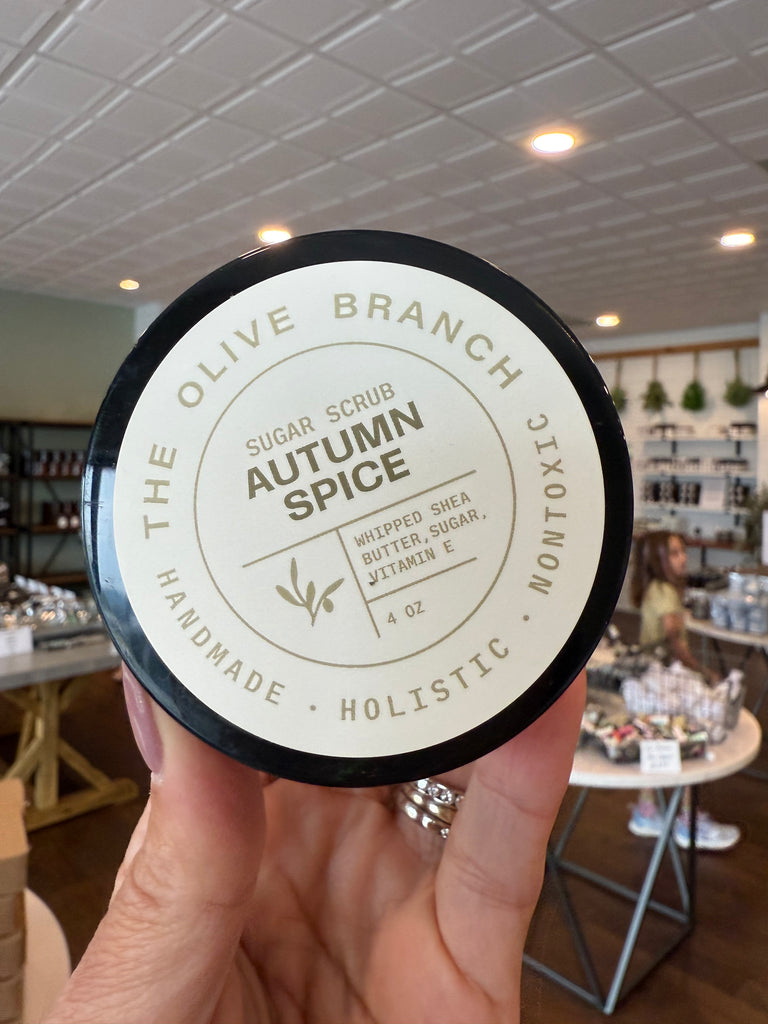 THE OLIVE BRANCH
SUGAR SCRUB
AUTUMN
SPICE
WHIPPED SHEA
BUTTER, SUGAR,
VITAMIN E
4 OZ
HANDMADE · HOLISTIC · NONTOXIC